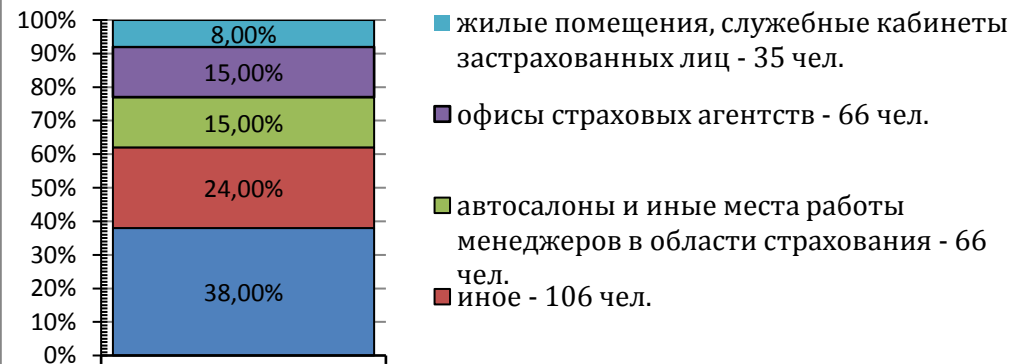 100%
90%
80%
70%
60%
50%
40%
30%
20%
10%
0%
8,00%
15,00%
15,00%
24,00%
38,00%
жилые помещения, служебные кабинеты
застрахованных лиц - 35 чел.
офисы страховых агентств - 66 чел.
автосалоны и иные места работы
менеджеров в области страхования - 66
чел.
иное - 106 чел.